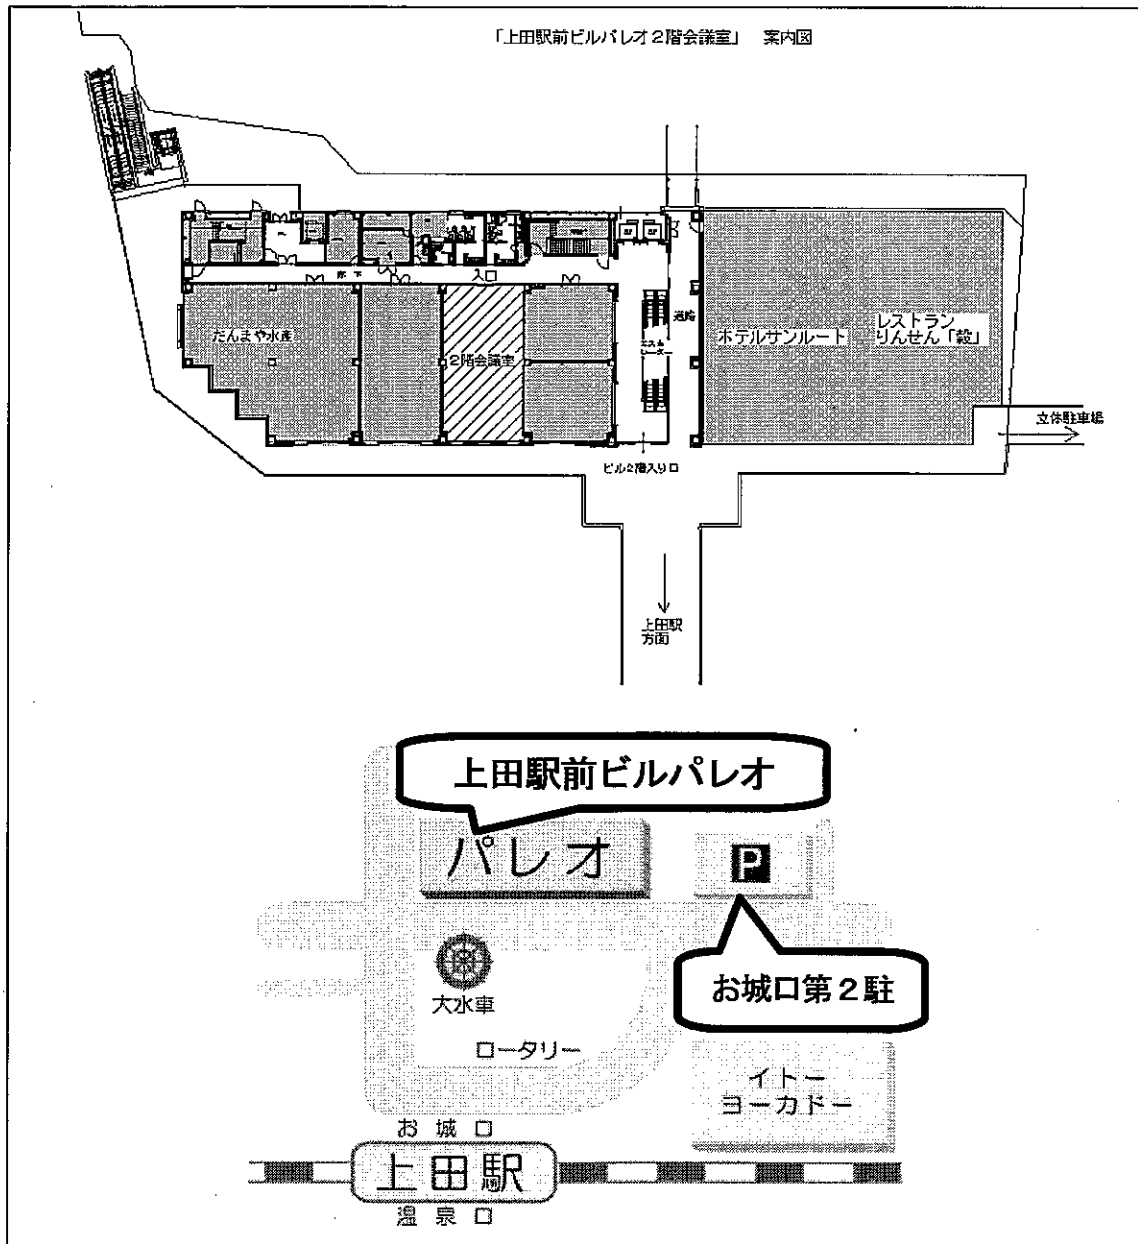 「上田駅前ビルパレオ２階会議室」　案内図
廊下
入口
通路
だんまや水産
２階会議室
エスカ
レーター
ホテルサンルート
レストラン
りんせん「穀」
立体駐車場
ビル２階入り口
上田駅
方面
上田駅前ビルパレオ
パレオ
P
お城口第２駐
大水車
ロータリー
イトー
ヨーカドー
お城口
上田駅
温泉口